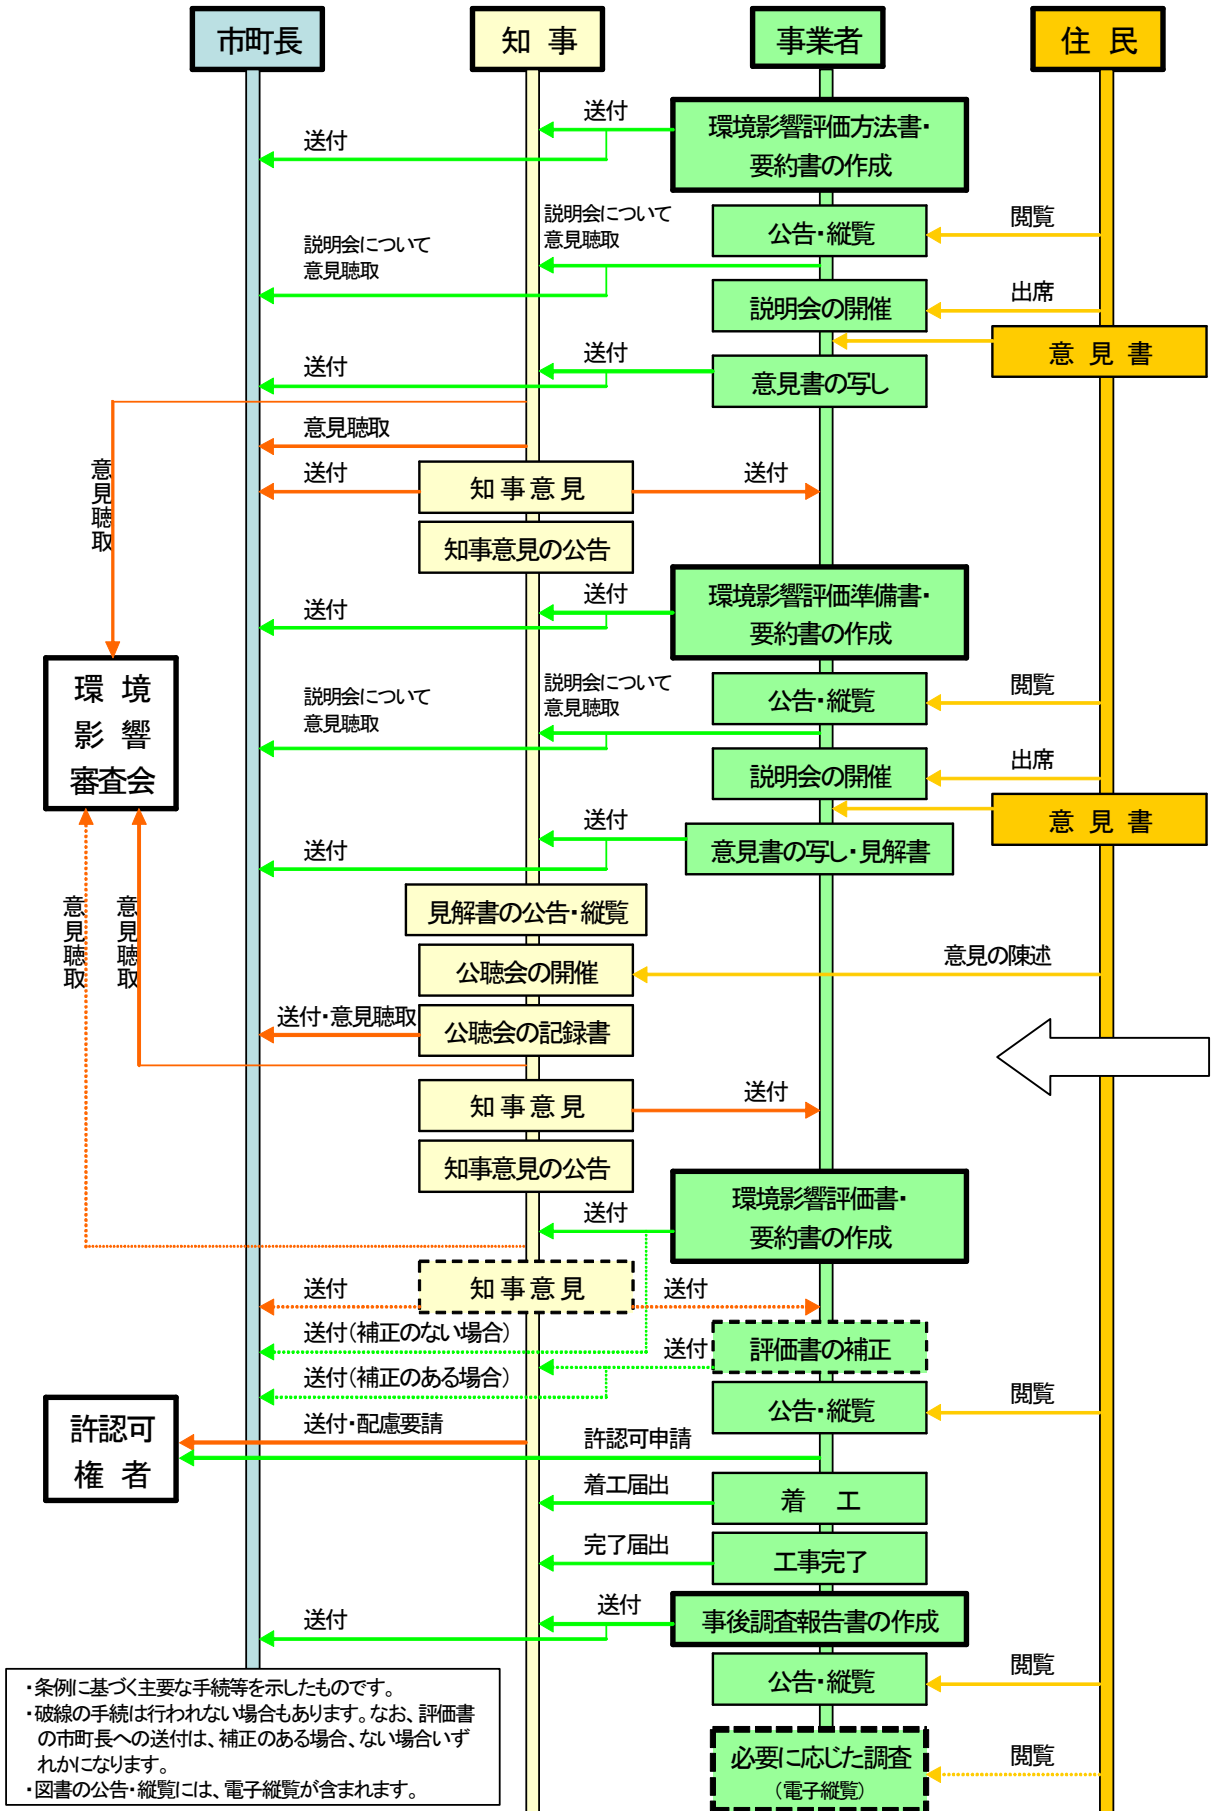 市町長
知 事
事業者
住 民
送付
環境影響評価方法書・
要約書の作成
送付
説明会について
意見聴取
公告・縦覧
閲覧
説明会について
意見聴取
説明会の開催
出席
意 見 書
送付
送付
意見書の写し
意見聴取
意見聴取
送付
知 事 意 見
送付
知事意見の公告
送付
環境影響評価準備書・
要約書の作成
送付
環 境
影 響
審査会
説明会について
意見聴取
説明会について
意見聴取
公告・縦覧
閲覧
説明会の開催
出席
意 見 書
送付
送付
意見書の写し・見解書
意見聴取
意見聴取
見解書の公告・縦覧
公聴会の開催
意見の陳述
送付・意見聴取
公聴会の記録書
知 事 意 見
送付
知事意見の公告
送付
環境影響評価書・
要約書の作成
送付
知 事 意 見
送付
送付(補正のない場合)
送付
評価書の補正
送付(補正のある場合)
公告・縦覧
閲覧
許認可
権 者
送付・配慮要請
許認可申請
着工届出
着 工
完了届出
工事完了
送付
送付
事後調査報告書の作成
公告・縦覧
閲覧
・条例に基づく主要な手続等を示したものです。
・破線の手続は行われない場合もあります。なお、評価書
の市町長への送付は、補正のある場合、ない場合いず
れかになります。
・図書の公告・縦覧には、電子縦覧が含まれます。
必要に応じた調査
(電子縦覧)
閲覧